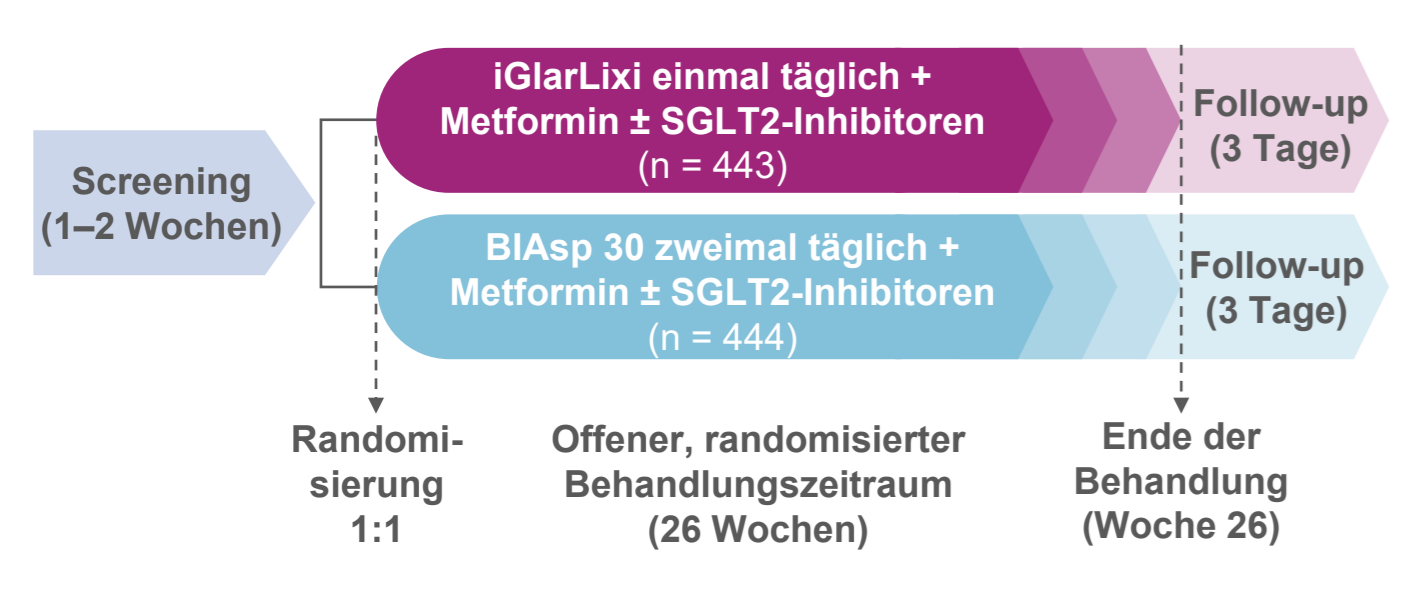 Screening
(1–2 Wochen)
iGlarLixi einmal täglich +
Metformin ± SGLT2-Inhibitoren
(n = 443)
Follow-up
(3 Tage)
BIAsp 30 zweimal täglich +
Metformin ± SGLT2-Inhibitoren
(n = 444)
Follow-up
(3 Tage)
Randomi-
sierung
1:1
Offener, randomisierter
Behandlungszeitraum
(26 Wochen)
Ende der
Behandlung
(Woche 26)